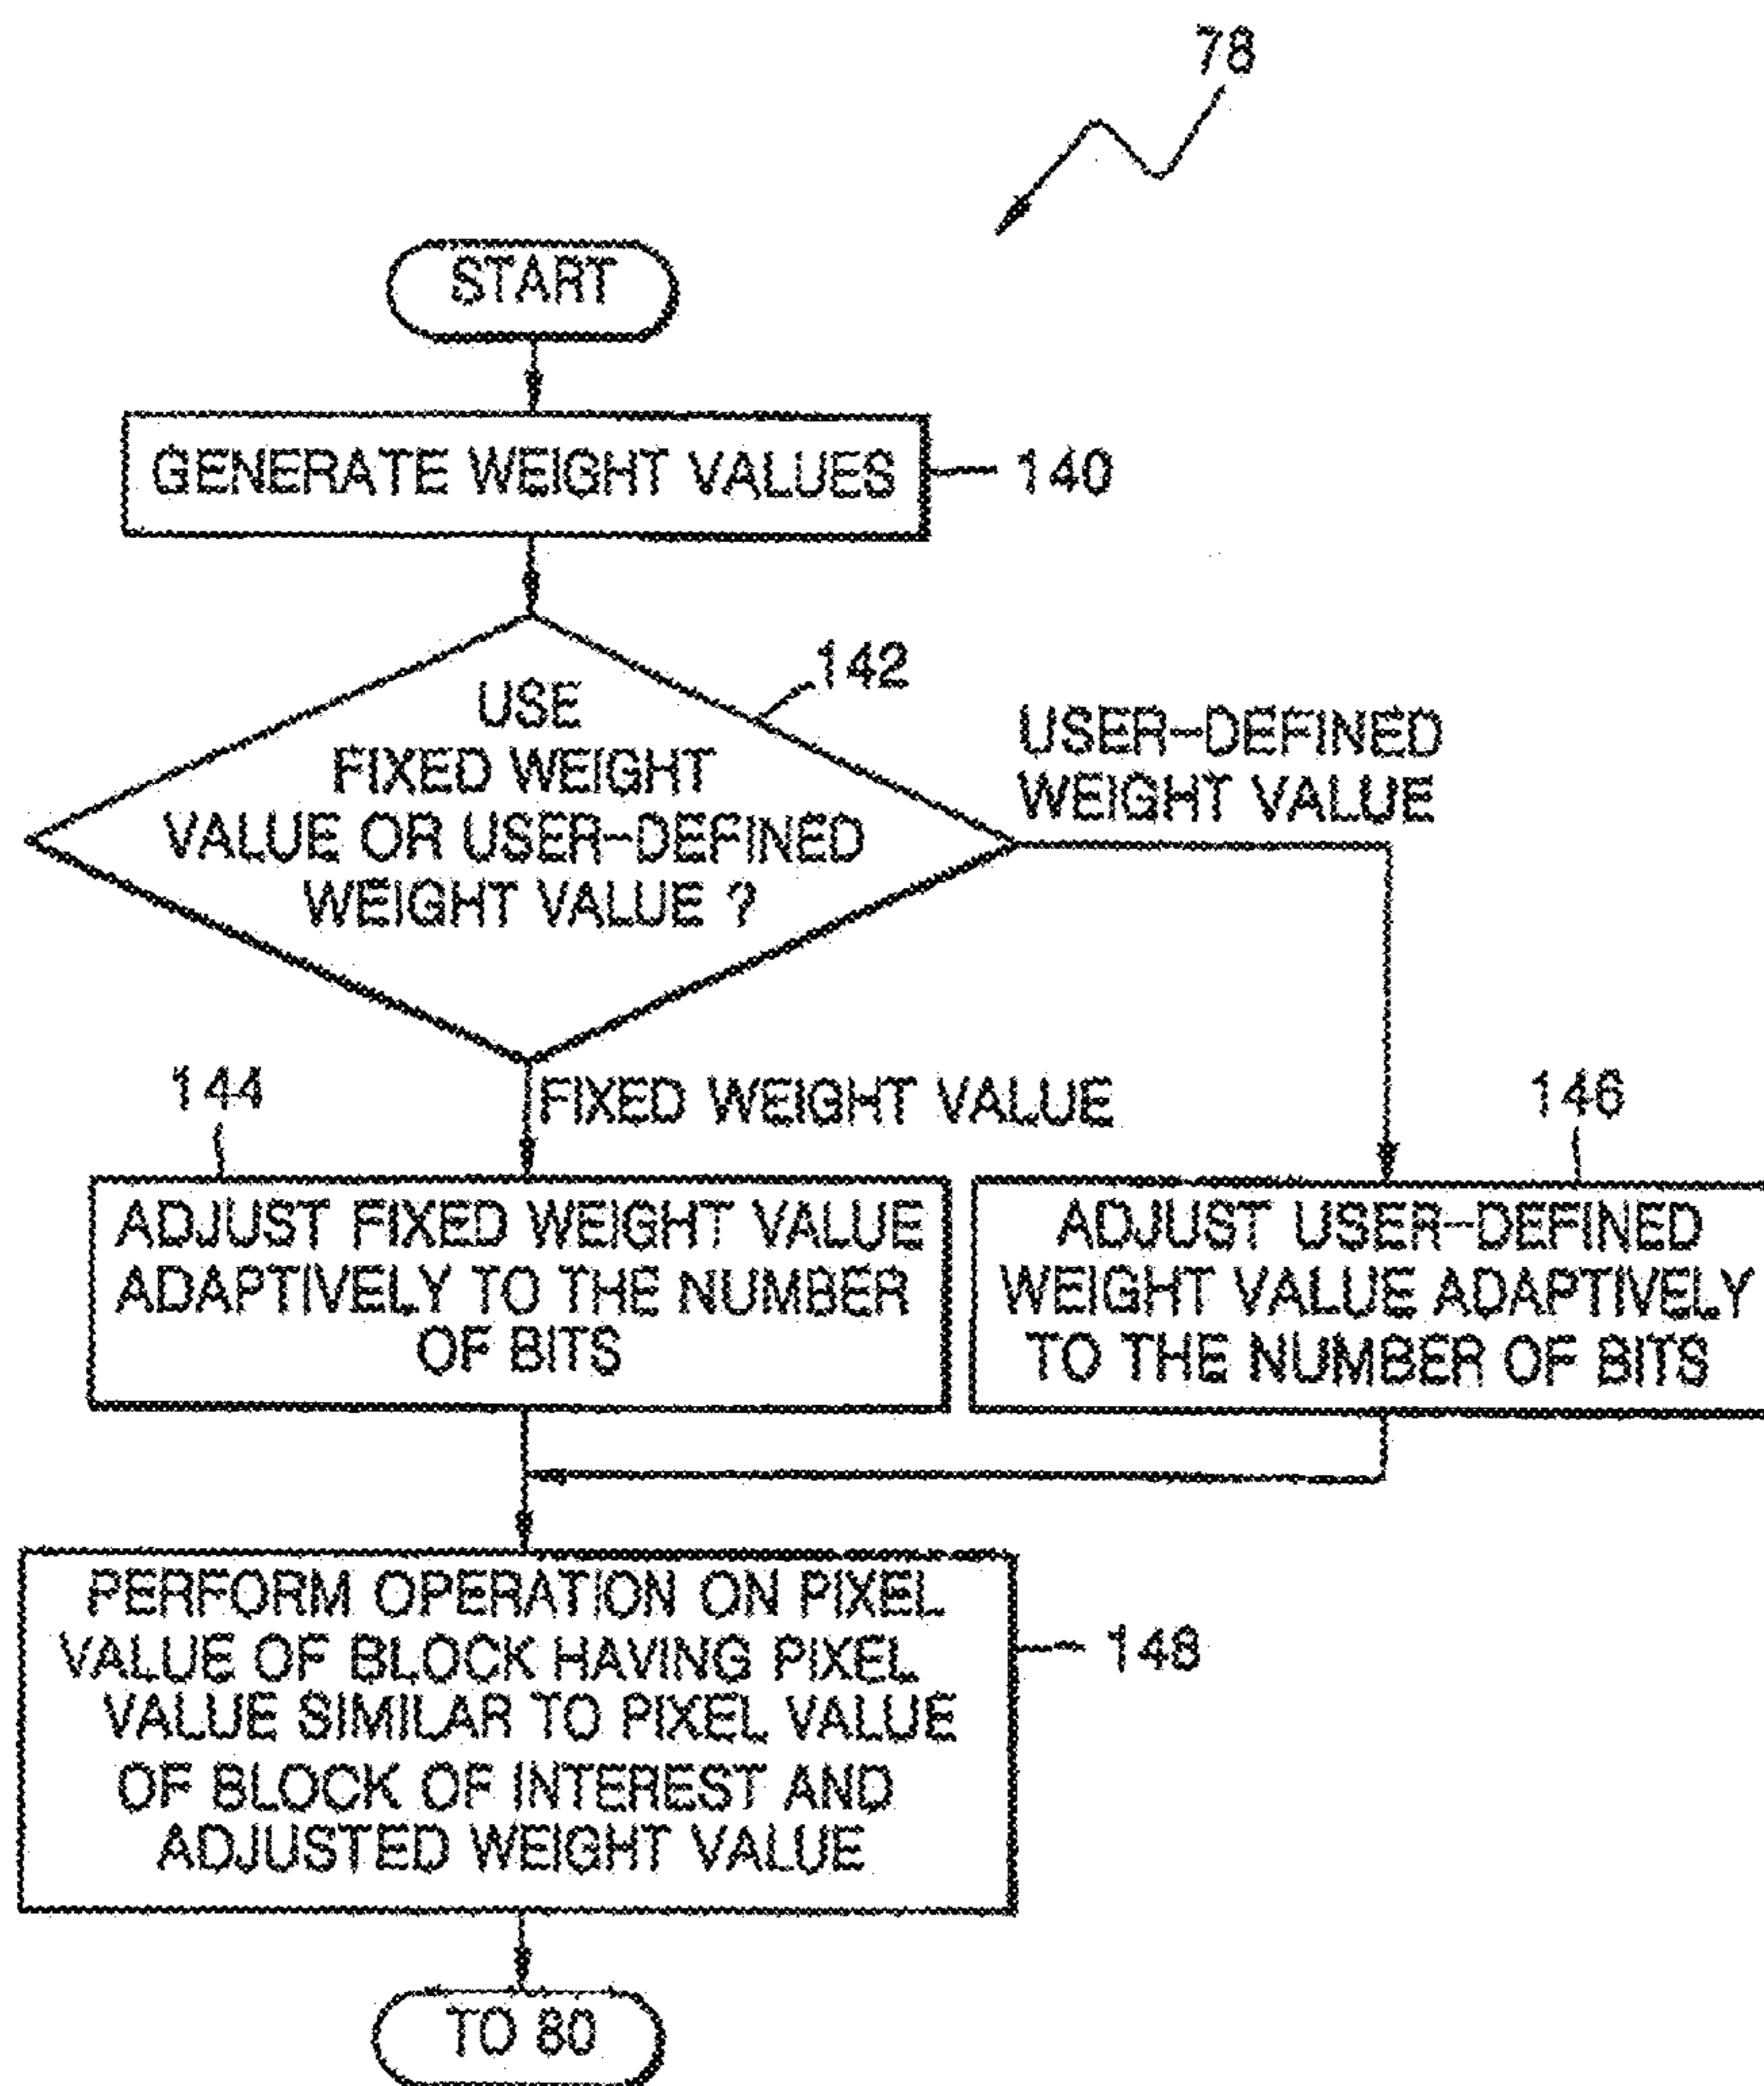 78
START
GENERATE WEIGHT VALUES
140
142
USE
FIXED WEIGHT
VALUE OR USER-DEFINED
WEIGHT VALUE ?
USER-DEFINED
WEIGHT VALUE
144
FIXED WEIGHT VALUE
146
ADJUST FIXED WEIGHT VALUE
ADAPTIVELY TO THE NUMBER
OF BITS
ADJUST USER-DEFINED
WEIGHT VALUE ADAPTIVELY
TO THE NUMBER OF BITS
PERFORM OPERATION ON PIXEL
VALUE OF BLOCK HAVING PIXEL
VALUE SIMILAR TO PIXEL VALUE
OF BLOCK OF INTEREST AND
ADJUSTED WEIGHT VALUE
148
TO 80